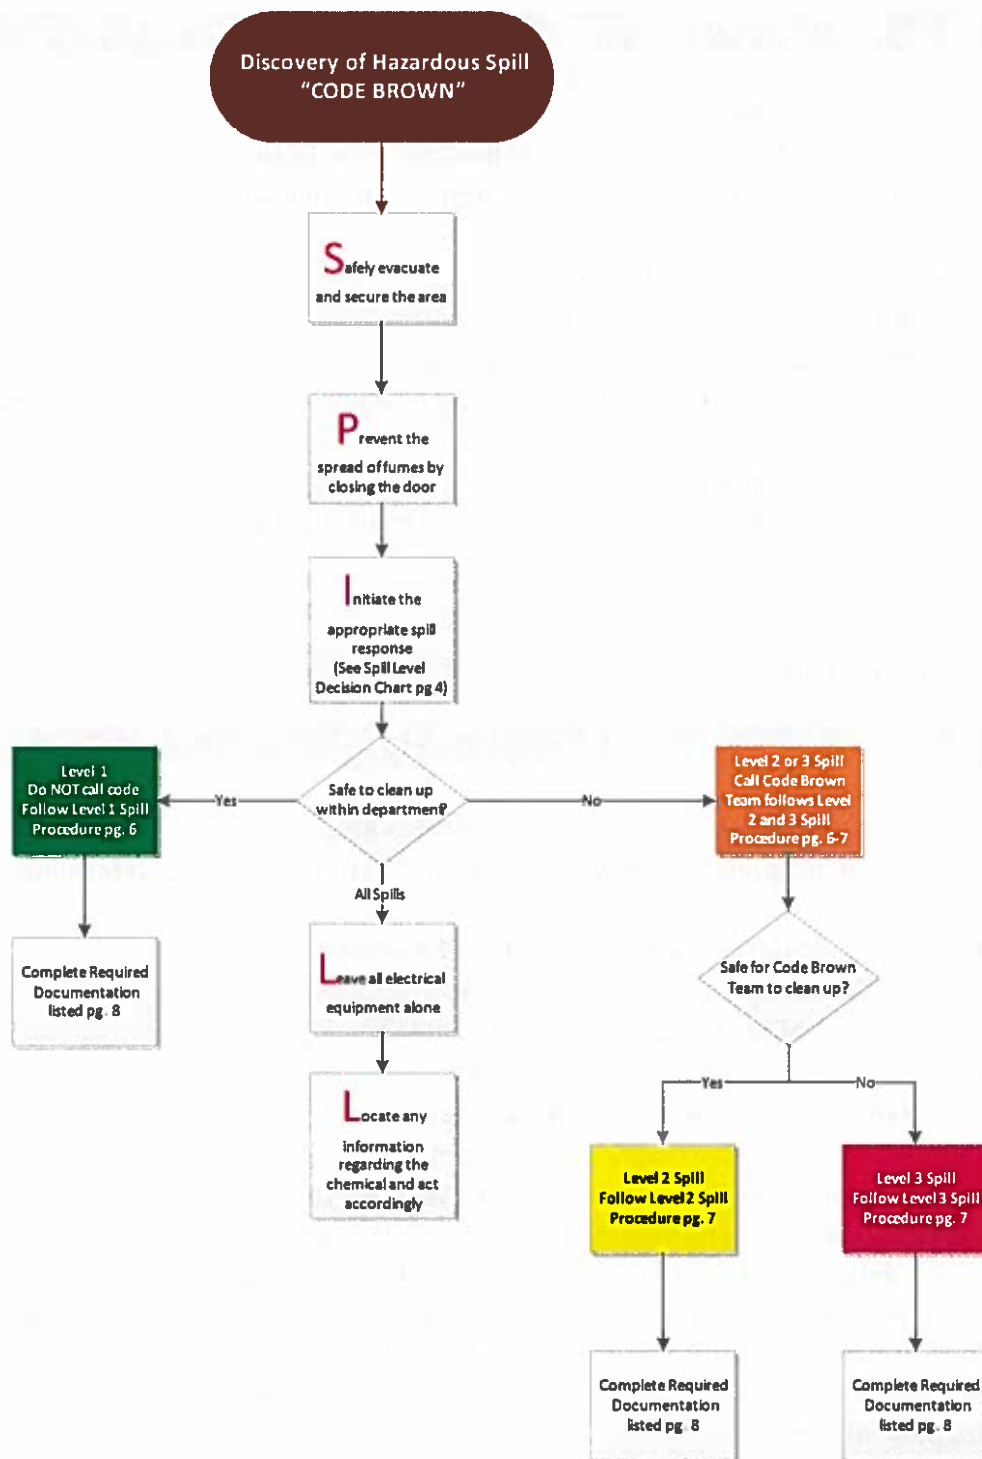 Discovery of Hazardous Spill
“CODE BROWN”
Safely evacuate
and secure the area
Prevent the
spread of fumes by
closing the door
Initiate the
appropriate spill
response
(See Spill Level
Decision Chart pg 4)
Safe to clean up
within department?
Yes
No
All Spills
Level 1
Do NOT call code
Follow Level 1 Spill
Procedure pg. 6
Complete Required
Documentation
listed pg. 8
Leave all electrical
equipment alone
Locate any
information
regarding the
chemical and act
accordingly
Level 2 or 3 Spill
Call Code Brown
Team follows Level
2 and 3 Spill
Procedure pg. 6-7
Safe for Code Brown
Team to clean up?
Yes
No
Level 2 Spill
Follow Level 2 Spill
Procedure pg. 7
Level 3 Spill
Follow Level 3 Spill
Procedure pg. 7
Complete Required
Documentation
listed pg. 8
Complete Required
Documentation
listed pg. 8